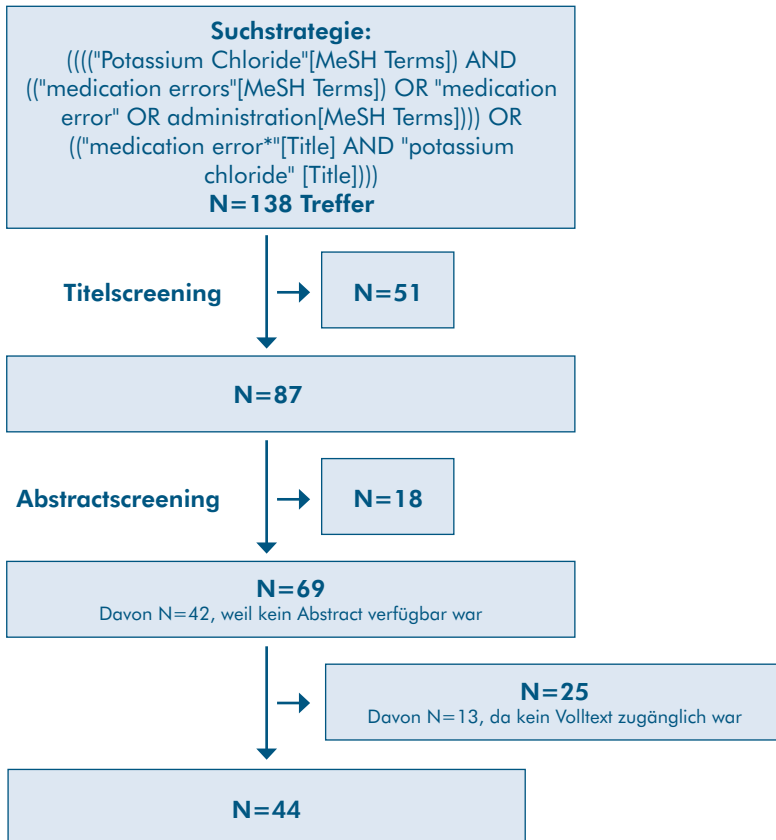 Suchstrategie:
(((("Potassium Chloride"[MeSH Terms]) AND
(("medication errors"[MeSH Terms]) OR "medication
error" OR administration[MeSH Terms]))) OR
(("medication error*"[Title] AND "potassium
chloride" [Title])))
N=138 Treffer
Titelscreening
N=51
N=87
Abstractscreening
N=18
N=69
Davon N=42, weil kein Abstract verfügbar war
N=25
Davon N=13, da kein Volltext zugänglich war
N=44